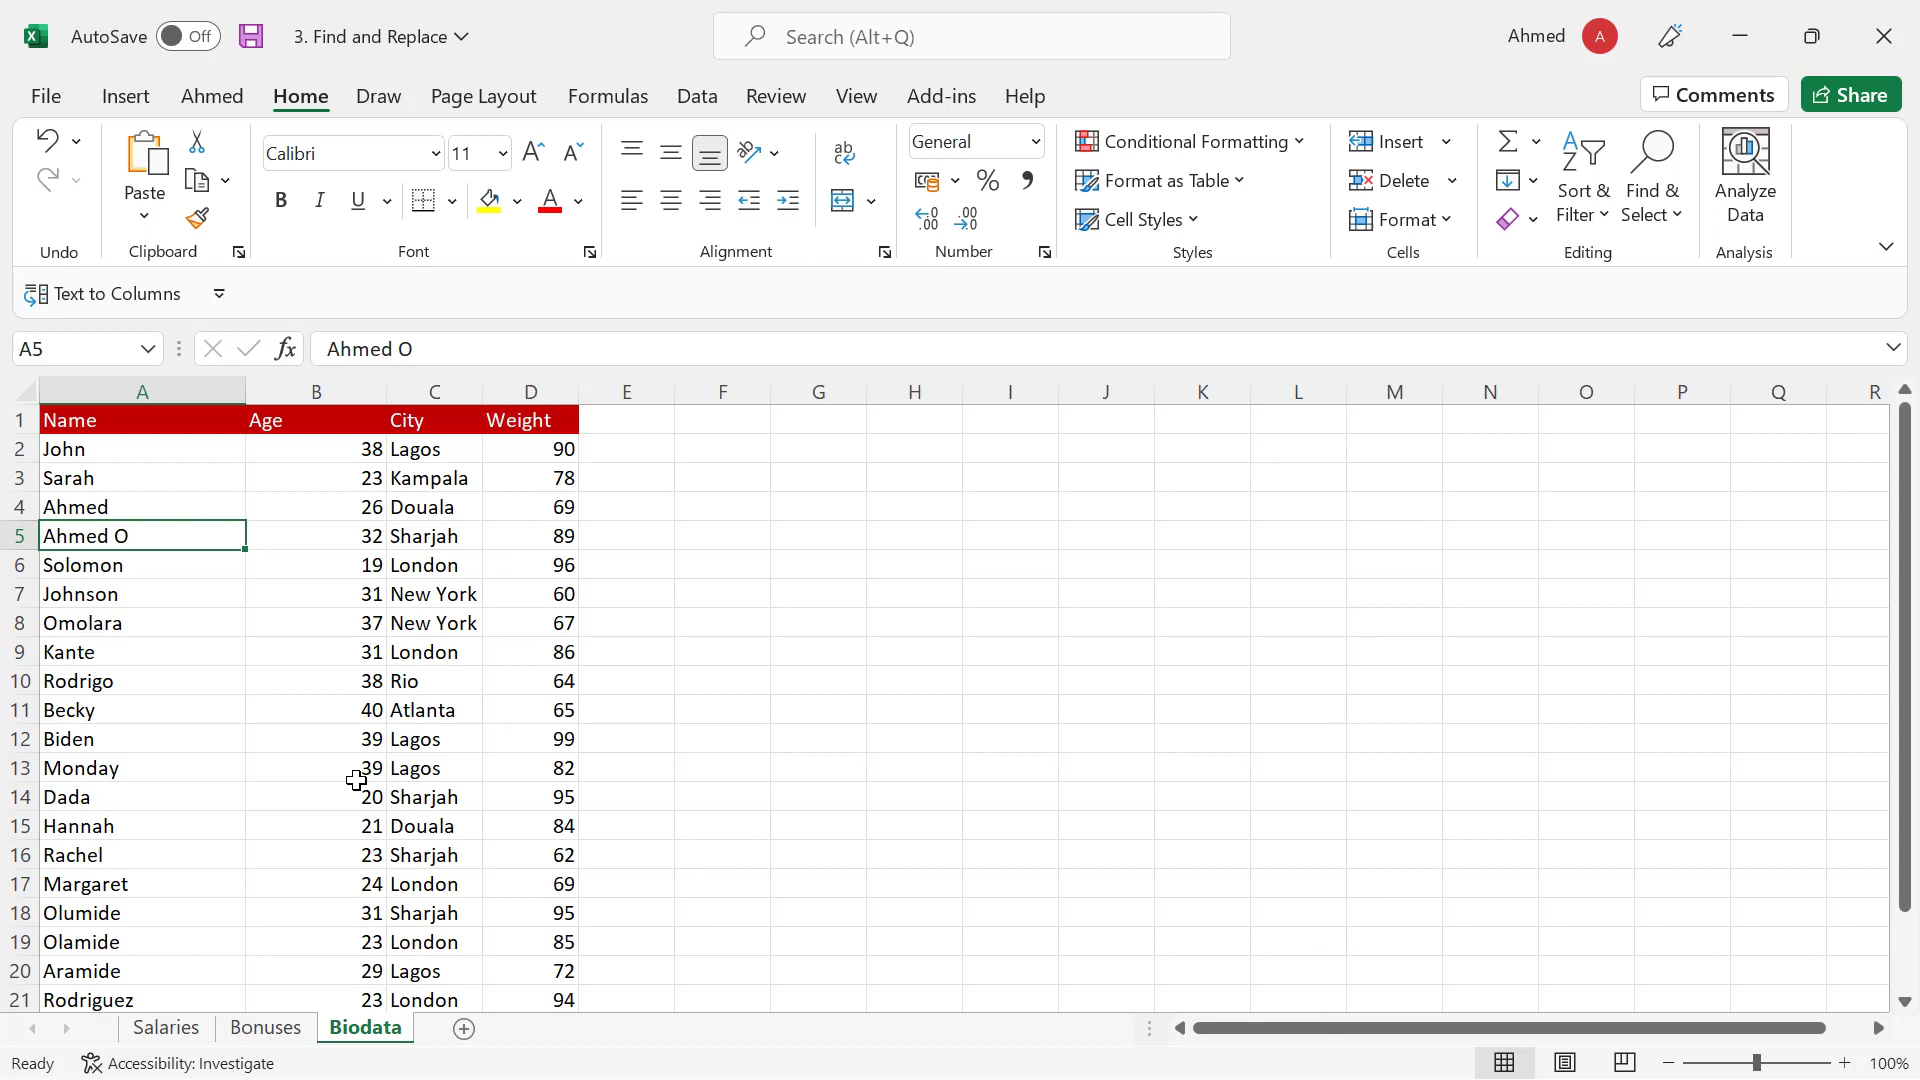 AutoSave Off 3. Find and Replace Search (Alt+Q) Ahmed A
File Insert Ahmed Home Draw Page Layout Formulas Data Review View Add-ins Help Comments Share
Calibri 11 General Conditional Formatting Insert
Paste Format as Table Delete Sort & Find & Analyze
B I U Cell Styles Format Filter Select Data
Undo Clipboard Font Alignment Number Styles Cells Editing Analysis
Text to Columns
A5 fx Ahmed O
A B C D E F G H I J K L M N O P Q R
1 Name Age City Weight
2 John 38 Lagos 90
3 Sarah 23 Kampala 78
4 Ahmed 26 Douala 69
5 Ahmed O 32 Sharjah 89
6 Solomon 19 London 96
7 Johnson 31 New York 60
8 Omolara 37 New York 67
9 Kante 31 London 86
10 Rodrigo 38 Rio 64
11 Becky 40 Atlanta 65
12 Biden 39 Lagos 99
13 Monday 39 Lagos 82
14 Dada 20 Sharjah 95
15 Hannah 21 Douala 84
16 Rachel 23 Sharjah 62
17 Margaret 24 London 69
18 Olumide 31 Sharjah 95
19 Olamide 23 London 85
20 Aramide 29 Lagos 72
21 Rodriguez 23 London 94
Salaries Bonuses Biodata
Ready Accessibility: Investigate 100%